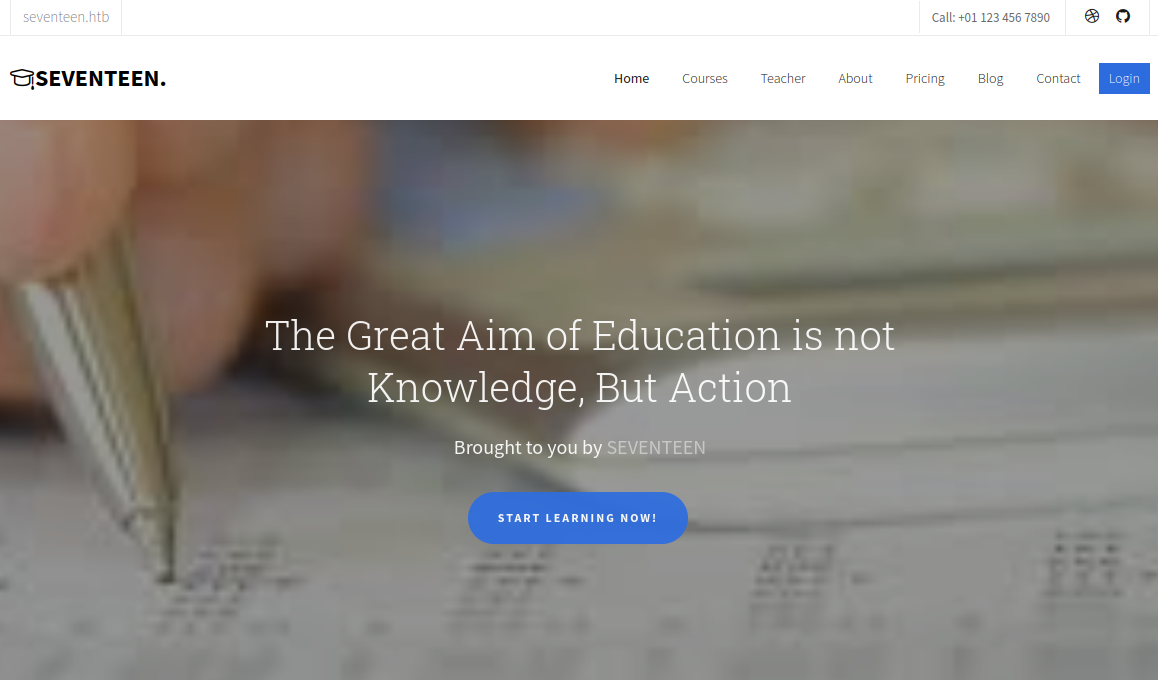 seventeen.htb
Call: +01 123 456 7890
SEVENTEEN.
Home Courses Teacher About Pricing Blog Contact Login
The Great Aim of Education is not
Knowledge, But Action
Brought to you by SEVENTEEN
START LEARNING NOW!